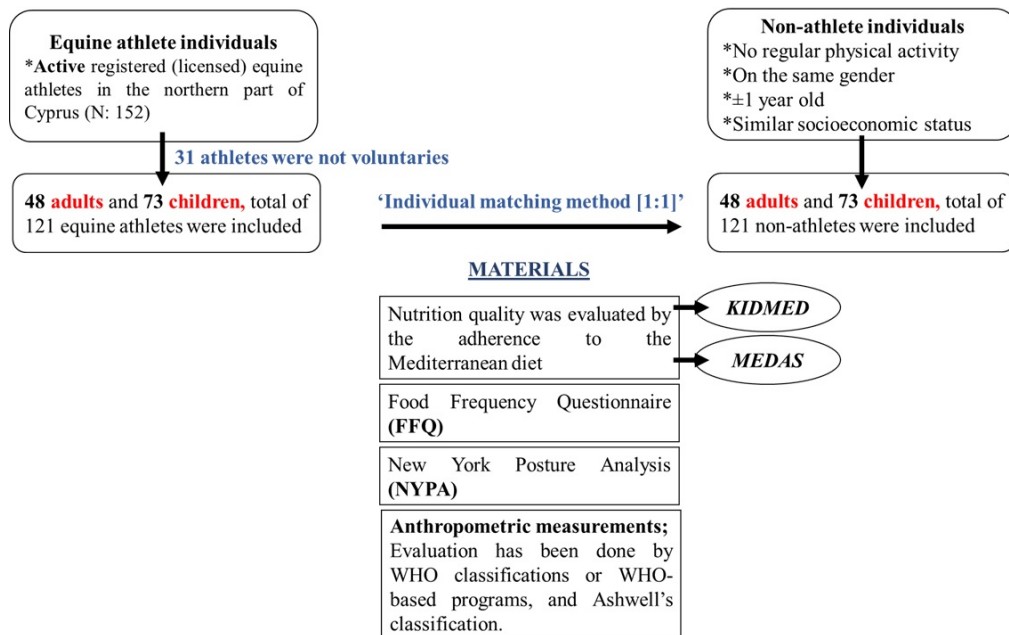 Equine athlete individuals
*Active registered (licensed) equine
athletes in the northern part of
Cyprus (N: 152)
Non-athlete individuals
*No regular physical activity
*On the same gender
*±1 year old
*Similar socioeconomic status
31 athletes were not voluntaries
48 adults and 73 children, total of
121 equine athletes were included
‘Individual matching method [1:1]’
48 adults and 73 children, total of
121 non-athletes were included
MATERIALS
Nutrition quality was evaluated by
the adherence to the
Mediterranean diet
KIDMED
MEDAS
Food Frequency Questionnaire
(FFQ)
New York Posture Analysis
(NYPA)
Anthropometric measurements;
Evaluation has been done by
WHO classifications or WHO-
based programs, and Ashwell’s
classification.